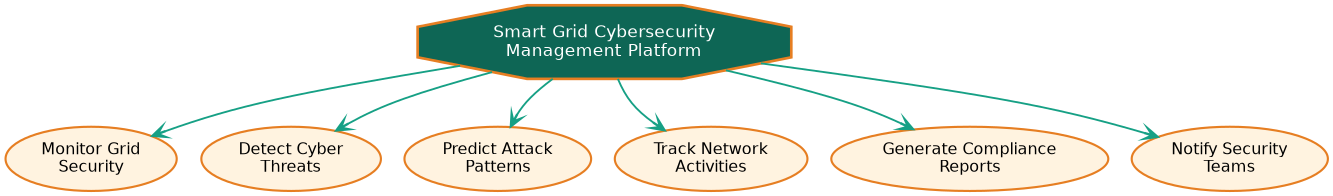 Smart Grid Cybersecurity
Management Platform
Monitor Grid
Security
Detect Cyber
Threats
Predict Attack
Patterns
Track Network
Activities
Generate Compliance
Reports
Notify Security
Teams